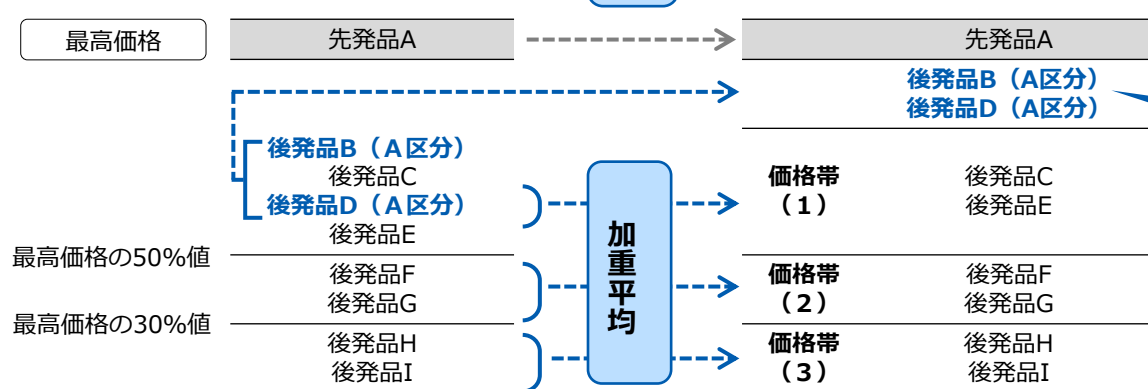 最高価格
先発品A
先発品A
後発品B（A区分）
後発品D（A区分）
後発品B（A区分）
後発品C
後発品D（A区分）
後発品E
加重平均
価格帯
（1）
後発品C
後発品E
最高価格の50%値
後発品F
後発品G
価格帯
（2）
後発品F
後発品G
最高価格の30%値
後発品H
後発品I
価格帯
（3）
後発品H
後発品I